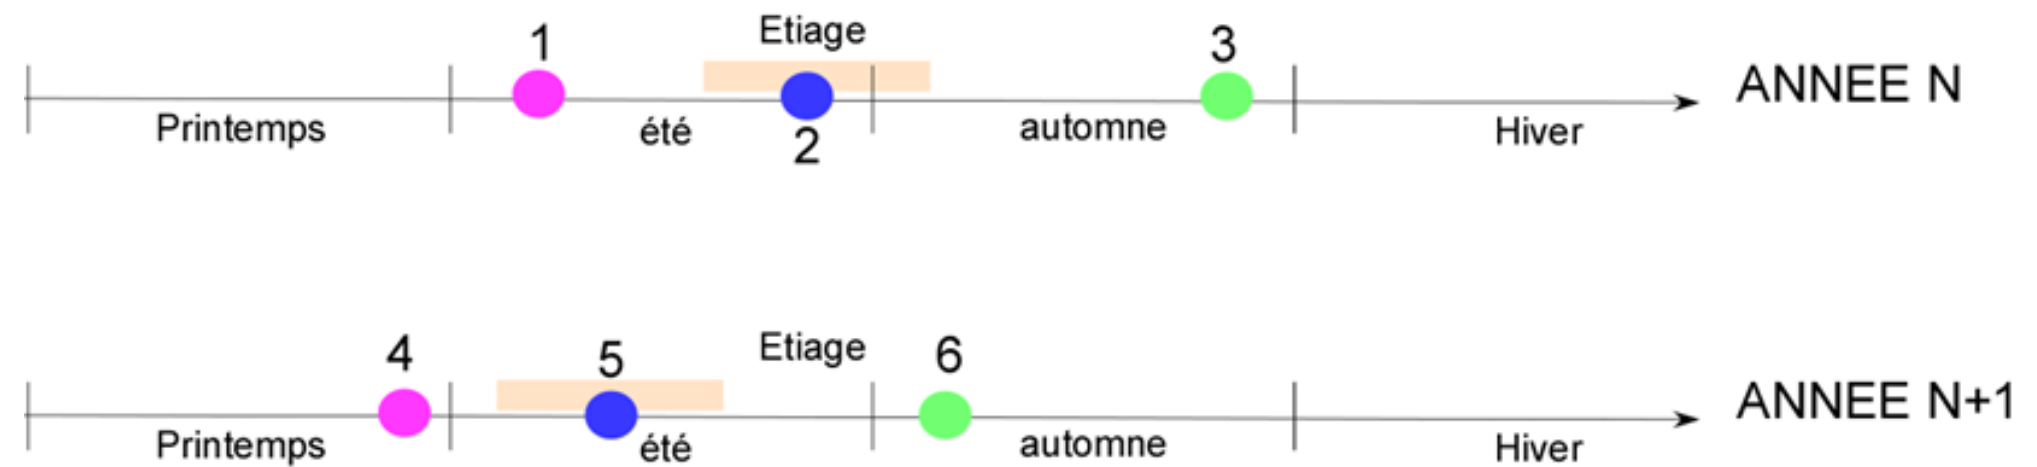 1 Etiage 3
ANNEE N
Printemps été 2 automne Hiver
4 5 Etiage 6
ANNEE N+1
Printemps été automne Hiver